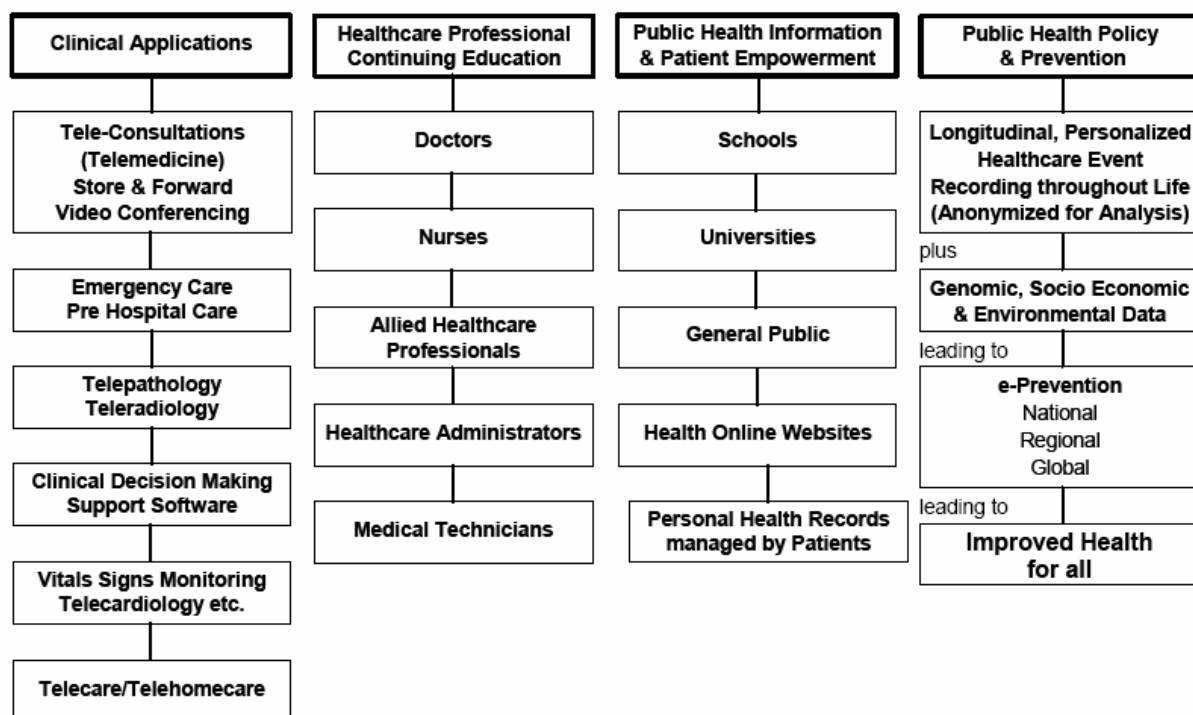 Clinical Applications
Tele-Consultations
(Telemedicine)
Store & Forward
Video Conferencing
Emergency Care
Pre Hospital Care
Telepathology
Teleradiology
Clinical Decision Making
Support Software
Vitals Signs Monitoring
Telecardiology etc.
Telecare/Telehomecare
Healthcare Professional
Continuing Education
Doctors
Nurses
Allied Healthcare
Professionals
Healthcare Administrators
Medical Technicians
Public Health Information
& Patient Empowerment
Schools
Universities
General Public
Health Online Websites
Personal Health Records
managed by Patients
Public Health Policy
& Prevention
Longitudinal, Personalized
Healthcare Event
Recording throughout Life
(Anonymized for Analysis)
plus
Genomic, Socio Economic
& Environmental Data
leading to
e-Prevention
National
Regional
Global
leading to
Improved Health
for all